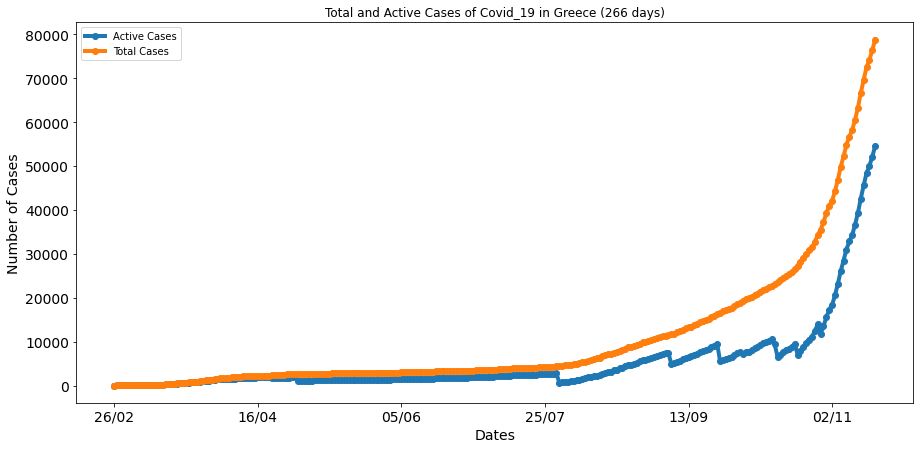 Total and Active Cases of Covid_19 in Greece (266 days)
Active Cases
Total Cases
80000
70000
60000
50000
40000
30000
20000
10000
0
Number of Cases
26/02 16/04 05/06 25/07 13/09 02/11
Dates